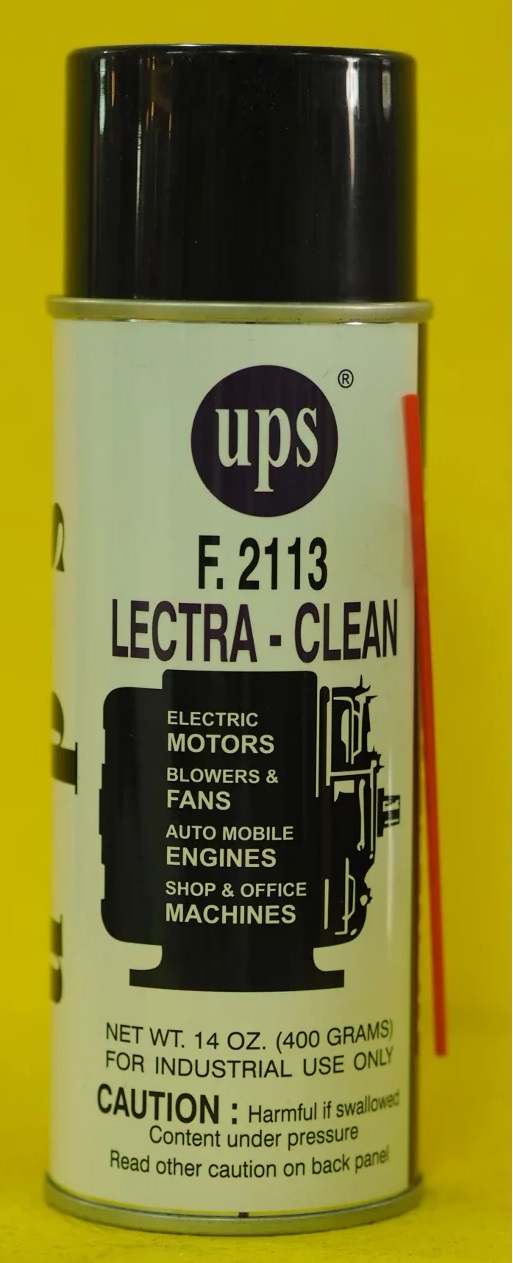 ups ®
F. 2113
LECTRA - CLEAN
ELECTRIC
MOTORS
BLOWERS &
FANS
AUTO MOBILE
ENGINES
SHOP & OFFICE
MACHINES
NET WT. 14 OZ. (400 GRAMS)
FOR INDUSTRIAL USE ONLY
CAUTION : Harmful if swallowed
Content under pressure
Read other caution on back panel